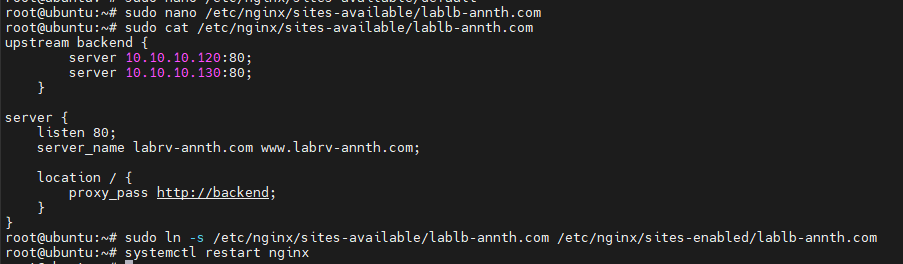 root@ubuntu:~# sudo nano /etc/nginx/sites-available/default
root@ubuntu:~# sudo nano /etc/nginx/sites-available/lablb-annth.com
root@ubuntu:~# sudo cat /etc/nginx/sites-available/lablb-annth.com
upstream backend {
        server 10.10.10.120:80;
        server 10.10.10.130:80;
    }

server {
    listen 80;
    server_name labrv-annth.com www.labrv-annth.com;

    location / {
        proxy_pass http://backend;
    }
}
root@ubuntu:~# sudo ln -s /etc/nginx/sites-available/lablb-annth.com /etc/nginx/sites-enabled/lablb-annth.com
root@ubuntu:~# systemctl restart nginx